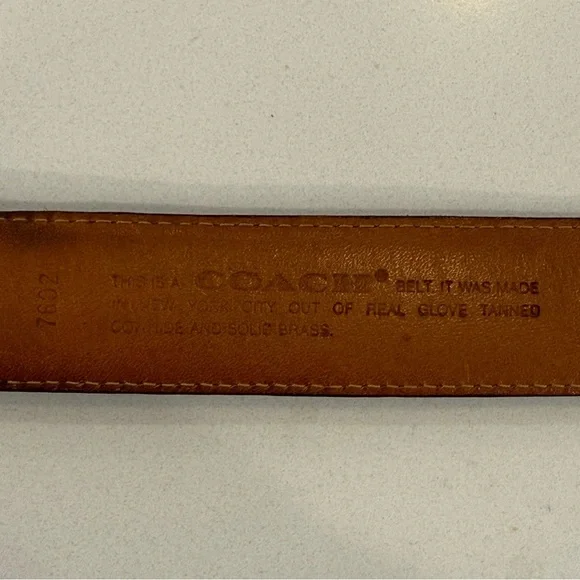 THIS IS A COACH® BELT. IT WAS MADE
IN NEW YORK CITY OUT OF REAL GLOVE TANNED
COWHIDE AND SOLID BRASS.
7602